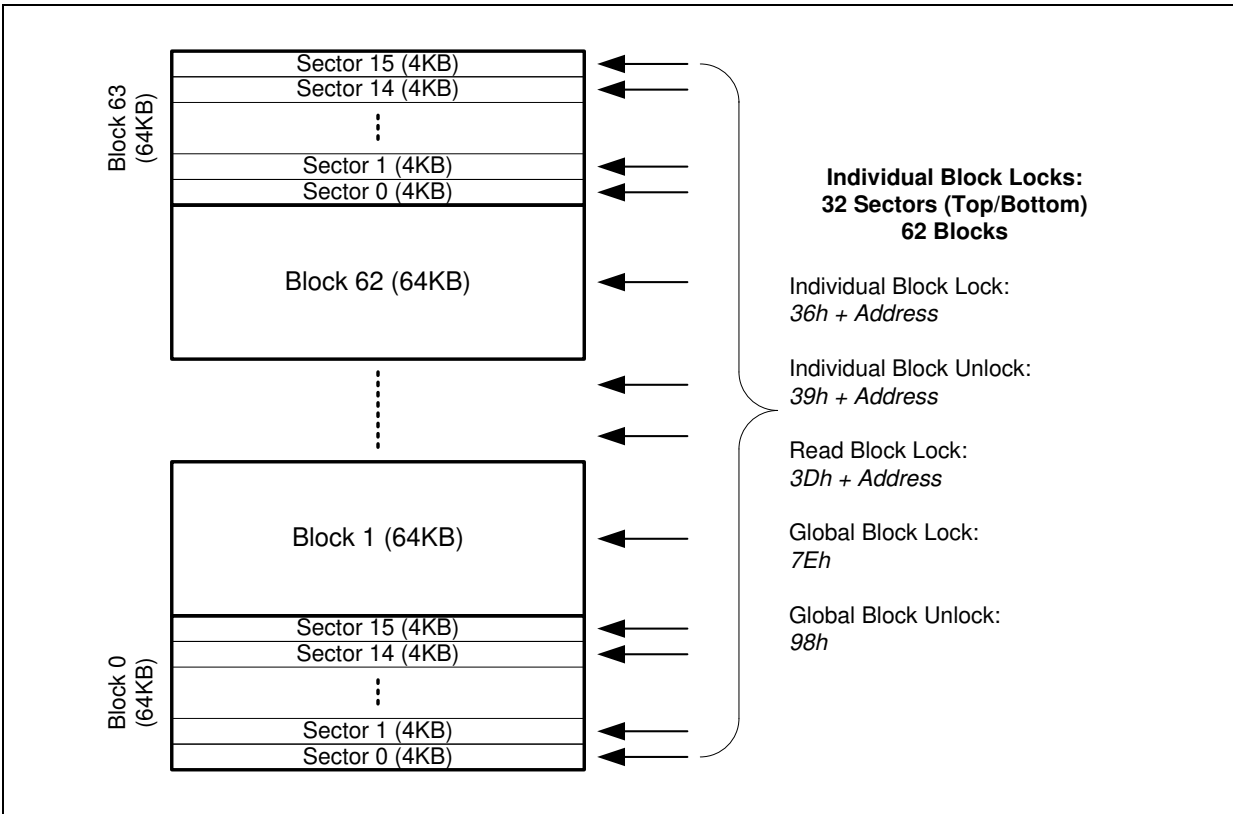 Block 63
(64KB)
Sector 15 (4KB)
Sector 14 (4KB)
Sector 1 (4KB)
Sector 0 (4KB)
Block 62 (64KB)
Block 1 (64KB)
Block 0
(64KB)
Sector 15 (4KB)
Sector 14 (4KB)
Sector 1 (4KB)
Sector 0 (4KB)
Individual Block Locks:
32 Sectors (Top/Bottom)
62 Blocks
Individual Block Lock:
36h + Address
Individual Block Unlock:
39h + Address
Read Block Lock:
3Dh + Address
Global Block Lock:
7Eh
Global Block Unlock:
98h